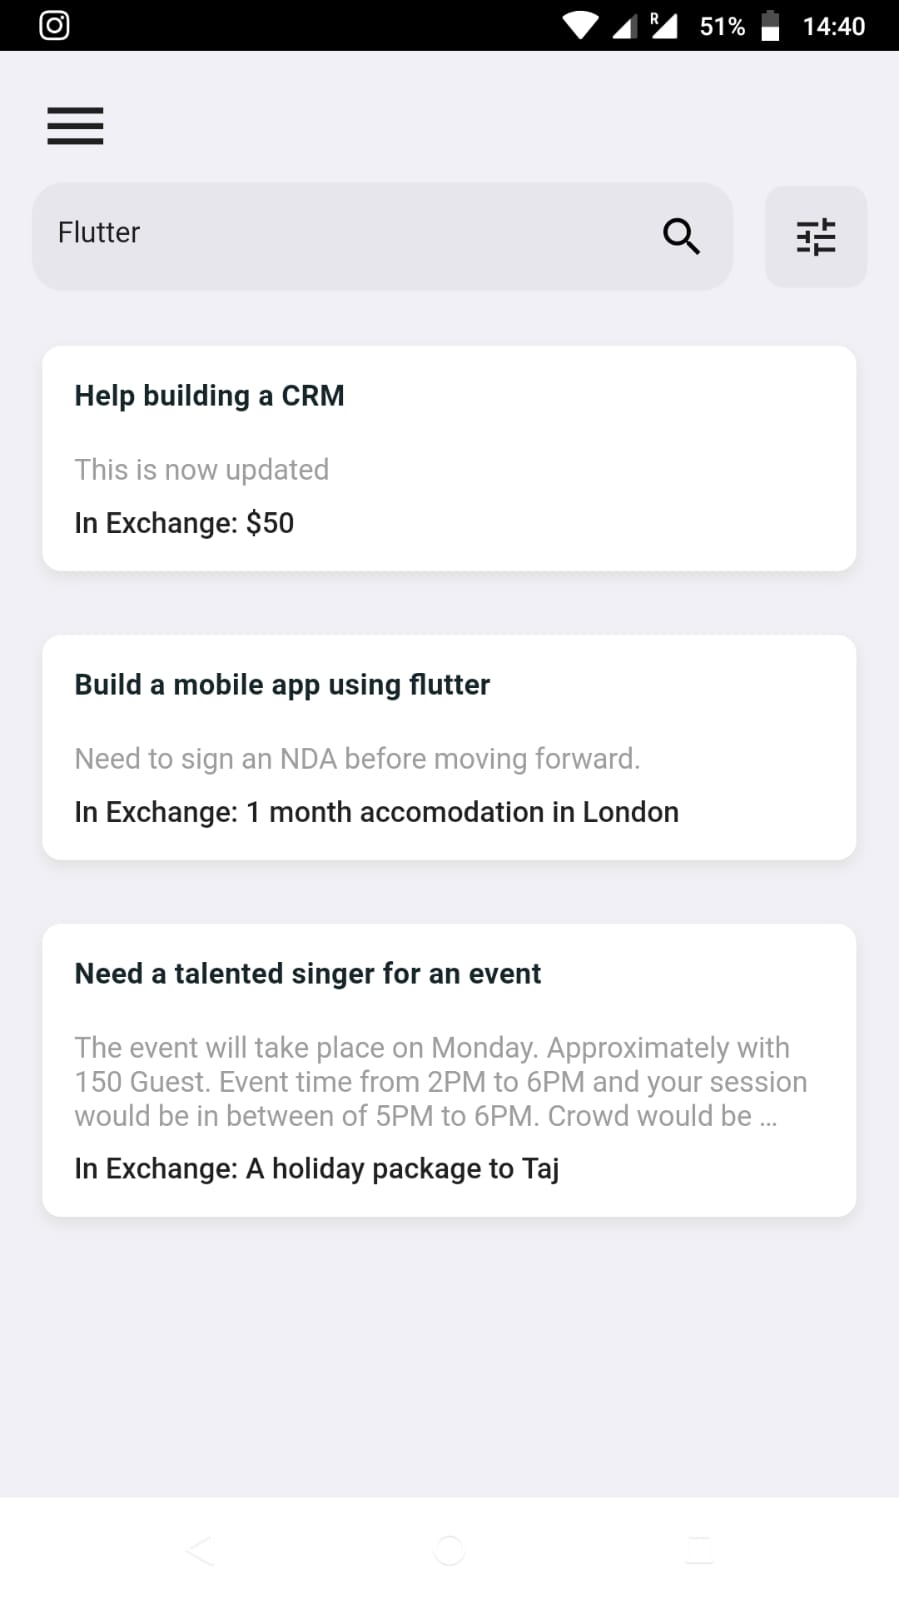 R 51% 14:40
Flutter
Help building a CRM
This is now updated
In Exchange: $50
Build a mobile app using flutter
Need to sign an NDA before moving forward.
In Exchange: 1 month accomodation in London
Need a talented singer for an event
The event will take place on Monday. Approximately with
150 Guest. Event time from 2PM to 6PM and your session
would be in between of 5PM to 6PM. Crowd would be ...
In Exchange: A holiday package to Taj